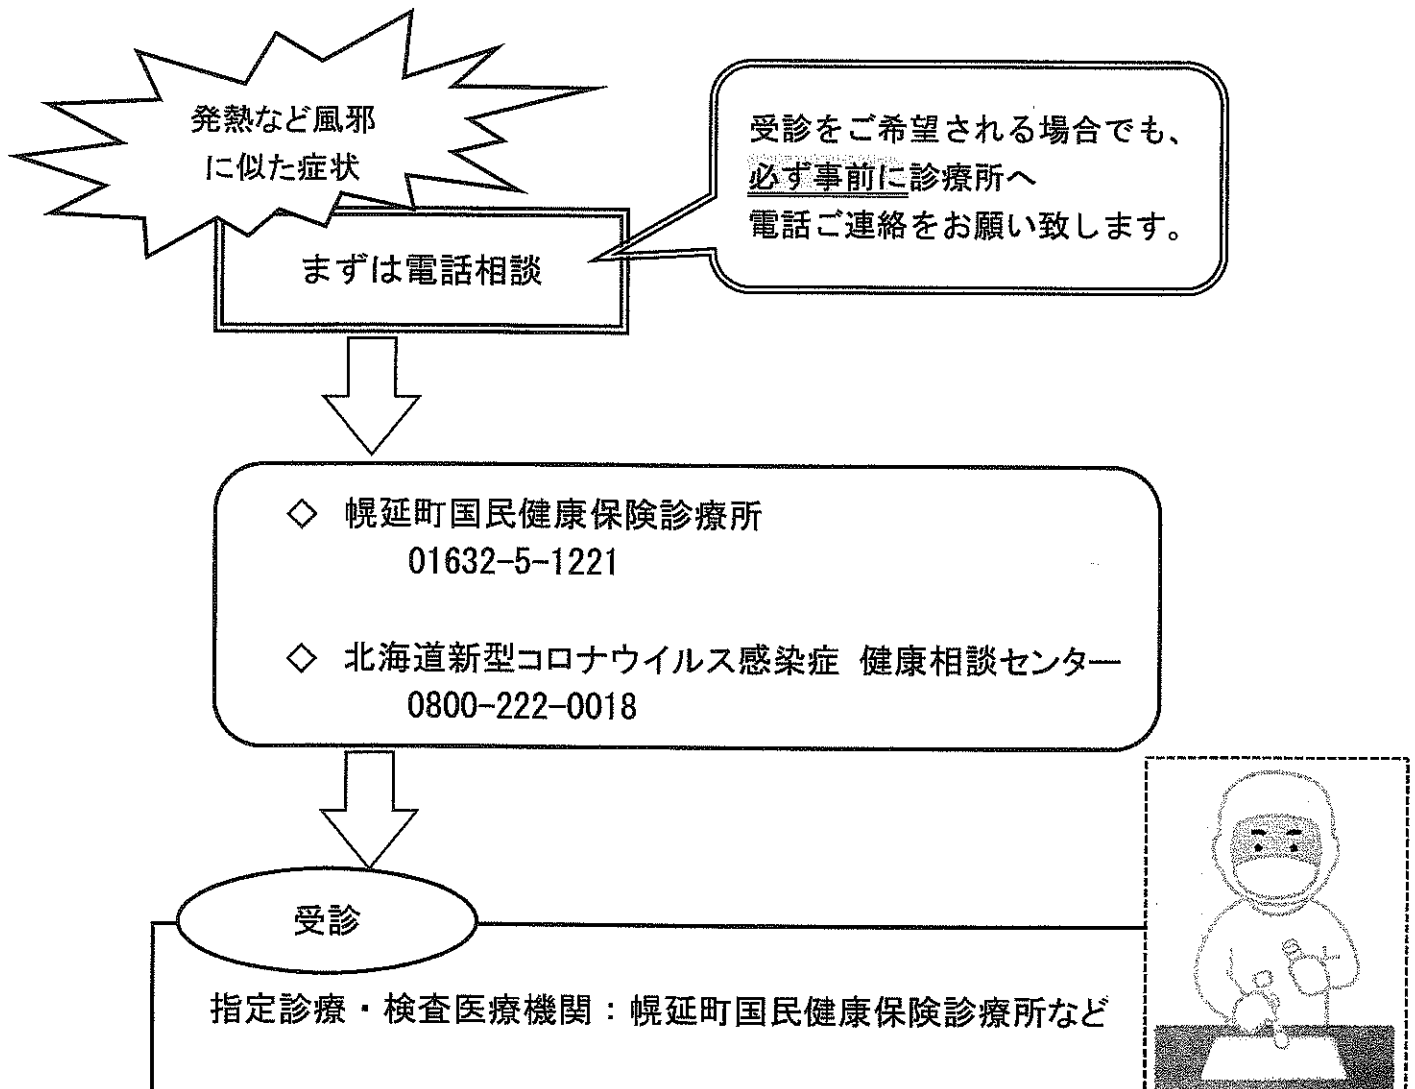 発熱など風邪
に似た症状
まずは電話相談
受診をご希望される場合でも、
必ず事前に診療所へ
電話ご連絡をお願い致します。
◇ 幌延町国民健康保険診療所
01632-5-1221
◇ 北海道新型コロナウイルス感染症 健康相談センター
0800-222-0018
受診
指定診療・検査医療機関：幌延町国民健康保険診療所など